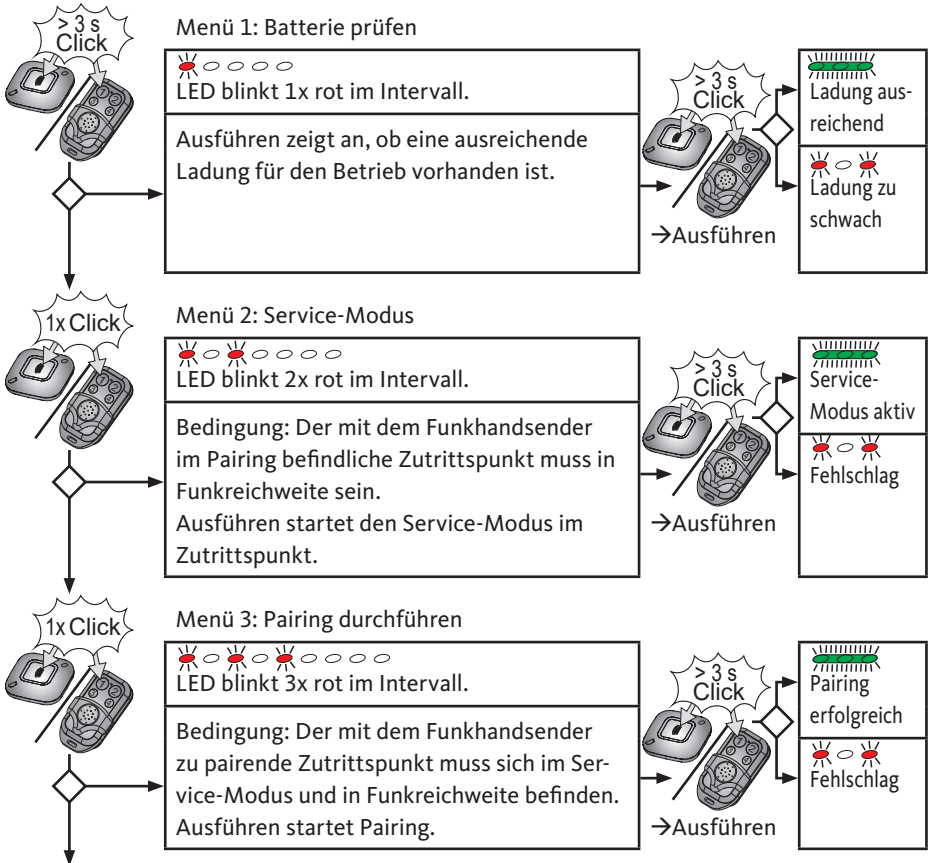 > 3 s
Click
Menü 1: Batterie prüfen
LED blinkt 1x rot im Intervall.
Ausführen zeigt an, ob eine ausreichende
Ladung für den Betrieb vorhanden ist.
> 3 s
Click
→Ausführen
Ladung aus-
reichend
Ladung zu
schwach
1x Click
Menü 2: Service-Modus
LED blinkt 2x rot im Intervall.
Bedingung: Der mit dem Funkhandsender
im Pairing befindliche Zutrittspunkt muss in
Funkreichweite sein.
Ausführen startet den Service-Modus im
Zutrittspunkt.
> 3 s
Click
→Ausführen
Service-
Modus aktiv
Fehlschlag
1x Click
Menü 3: Pairing durchführen
LED blinkt 3x rot im Intervall.
Bedingung: Der mit dem Funkhandsender
zu pairende Zutrittspunkt muss sich im Ser-
vice-Modus und in Funkreichweite befinden.
Ausführen startet Pairing.
> 3 s
Click
→Ausführen
Pairing
erfolgreich
Fehlschlag